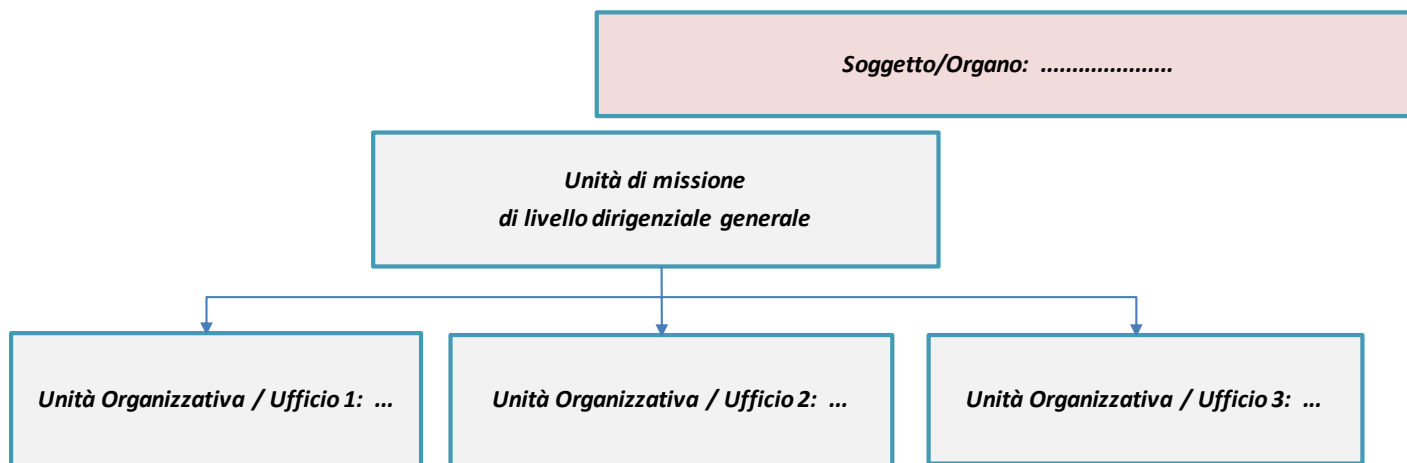 Soggetto/Organo: .....................
Unità di missione
di livello dirigenziale generale
Unità Organizzativa / Ufficio 1: ...
Unità Organizzativa / Ufficio 2: ...
Unità Organizzativa / Ufficio 3: ...